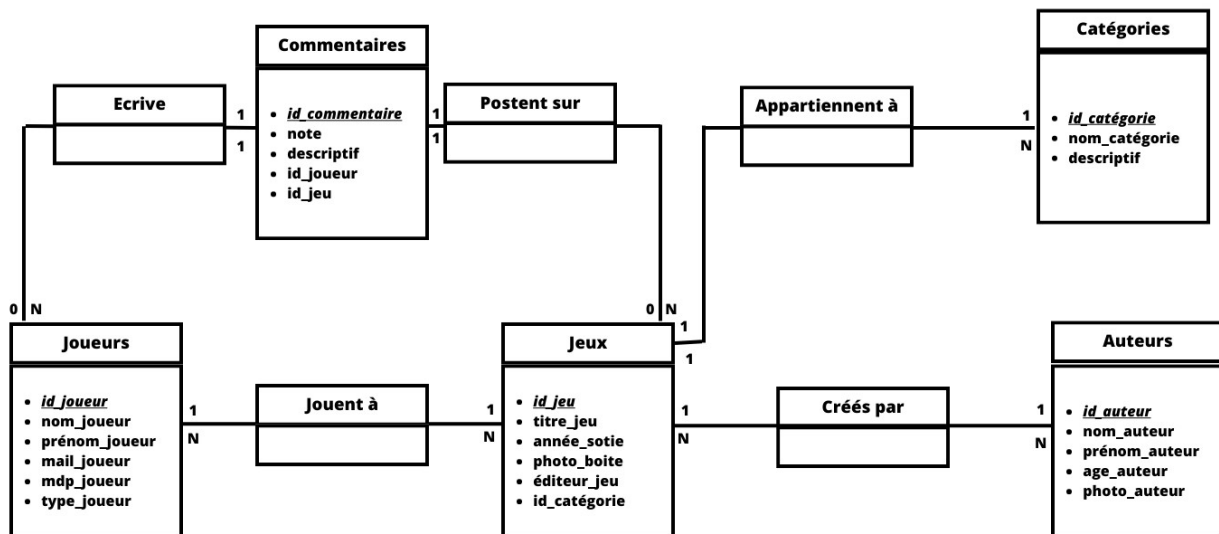 Commentaires
• id_commentaire
• note
• descriptif
• id_joueur
• id_jeu
Catégories
• id_catégorie
• nom_catégorie
• descriptif
Ecrive
1
1
0 N
Postent sur
1
1
0 N
Appartiennent à
1
N
1
1
Joueurs
• id_joueur
• nom_joueur
• prénom_joueur
• mail_joueur
• mdp_joueur
• type_joueur
Jouent à
1
N
1
N
Jeux
• id_jeu
• titre_jeu
• année_sotie
• photo_boite
• éditeur_jeu
• id_catégorie
Créés par
1
N
1
N
Auteurs
• id_auteur
• nom_auteur
• prénom_auteur
• age_auteur
• photo_auteur